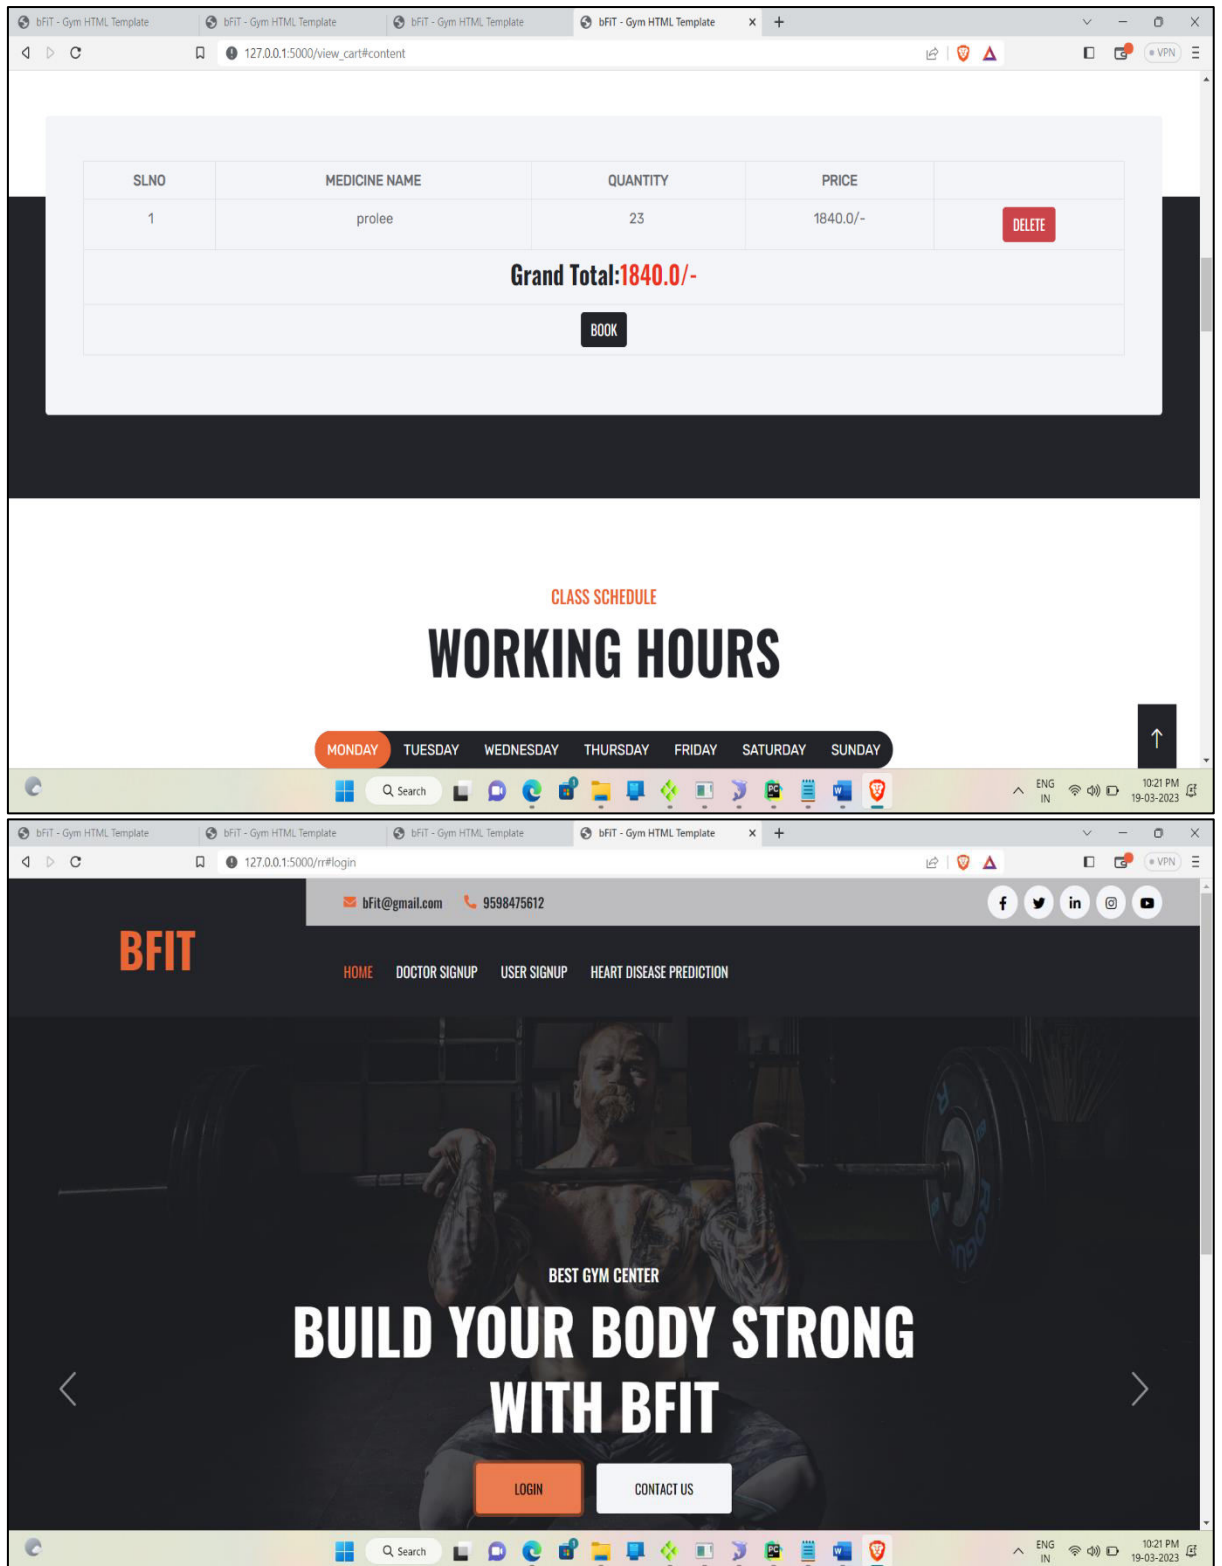 bFiT - Gym HTML Template bFiT - Gym HTML Template bFiT - Gym HTML Template bFiT - Gym HTML Template
127.0.0.1:5000/view_cart#content VPN
SLNO MEDICINE NAME QUANTITY PRICE
1 prolee 23 1840.0/- DELETE
Grand Total:1840.0/-
BOOK
CLASS SCHEDULE
WORKING HOURS
MONDAY TUESDAY WEDNESDAY THURSDAY FRIDAY SATURDAY SUNDAY
Search ENG 10:21 PM
IN 19-03-2023
bFiT - Gym HTML Template bFiT - Gym HTML Template bFiT - Gym HTML Template bFiT - Gym HTML Template
127.0.0.1:5000/rr#login VPN
bFit@gmail.com 9598475612
BFIT
HOME DOCTOR SIGNUP USER SIGNUP HEART DISEASE PREDICTION
BEST GYM CENTER
BUILD YOUR BODY STRONG
WITH BFIT
LOGIN CONTACT US
Search ENG 10:21 PM
IN 19-03-2023